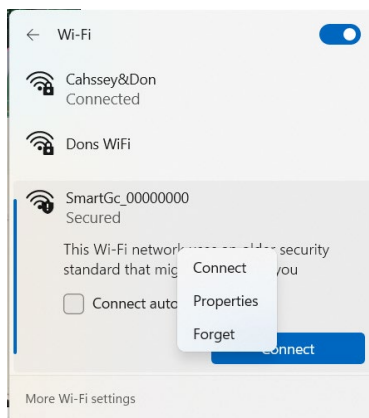 Wi-Fi
Cahssey&Don
Connected
Dons WiFi
SmartGc_00000000
Secured
This Wi-Fi network uses an older security
standard that mig you
Connect auto
Connect
Properties
Forget
Connect
More Wi-Fi settings